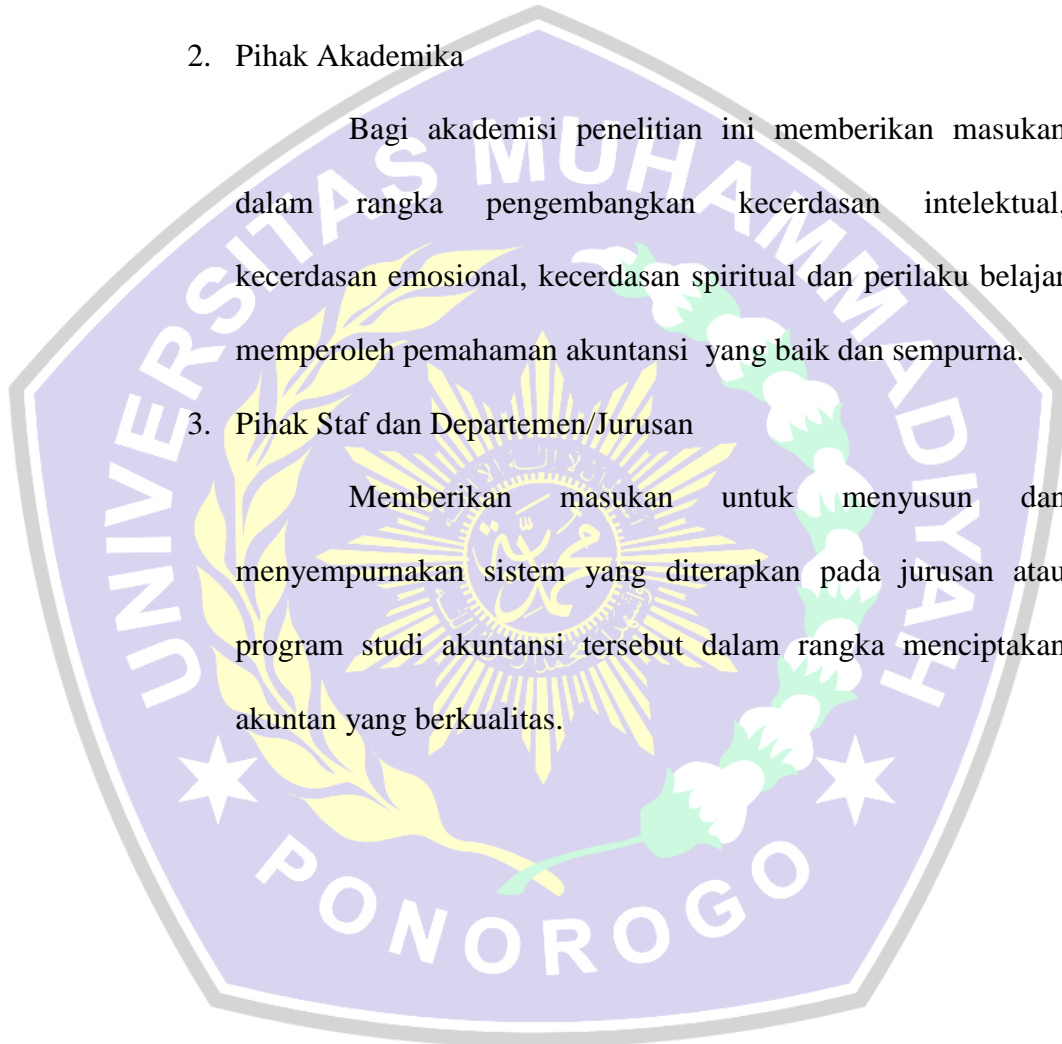 2. Pihak Akademika
Bagi akademisi penelitian ini memberikan masukan
dalam rangka pengembangkan kecerdasan intelektual,
kecerdasan emosional, kecerdasan spiritual dan perilaku belajar
memperoleh pemahaman akuntansi yang baik dan sempurna.
3. Pihak Staf dan Departemen/Jurusan
Memberikan masukan untuk menyusun dan
menyempurnakan sistem yang diterapkan pada jurusan atau
program studi akuntansi tersebut dalam rangka menciptakan
akuntan yang berkualitas.
UNIVERSITAS MUHAMMADIYAH
PONOROGO